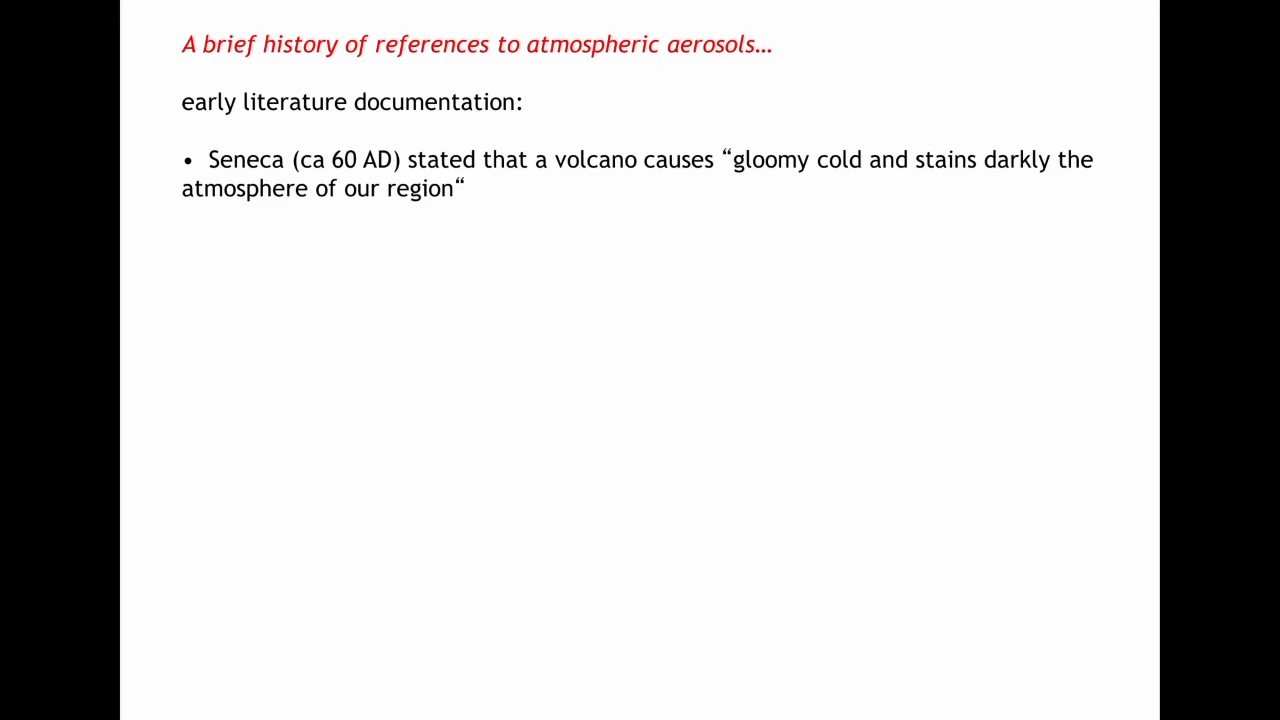 A brief history of references to atmospheric aerosols…
early literature documentation:
• Seneca (ca 60 AD) stated that a volcano causes “gloomy cold and stains darkly the
atmosphere of our region“